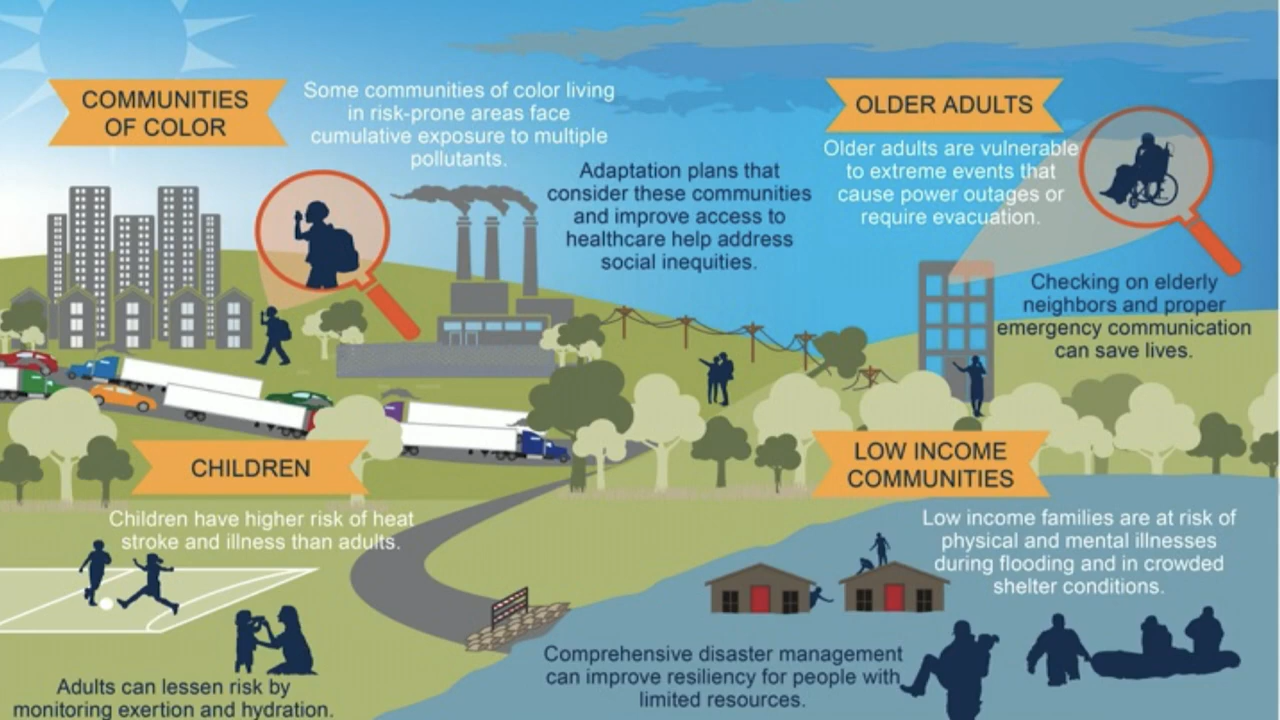 COMMUNITIES
OF COLOR
Some communities of color living
in risk-prone areas face
cumulative exposure to multiple
pollutants.
Adaptation plans that
consider these communities
and improve access to
healthcare help address
social inequities.
OLDER ADULTS
Older adults are vulnerable
to extreme events that
cause power outages or
require evacuation.
Checking on elderly
neighbors and proper
emergency communication
can save lives.
CHILDREN
Children have higher risk of heat
stroke and illness than adults.
Adults can lessen risk by
monitoring exertion and hydration.
LOW INCOME
COMMUNITIES
Low income families are at risk of
physical and mental illnesses
during flooding and in crowded
shelter conditions.
Comprehensive disaster management
can improve resiliency for people with
limited resources.